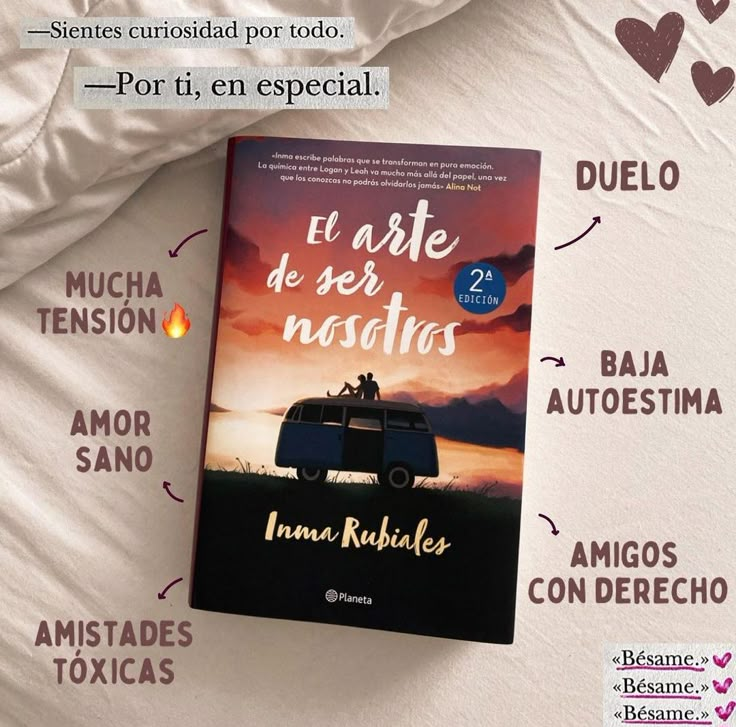 —Sientes curiosidad por todo.
—Por ti, en especial.
«Inma escribe palabras que se transforman en pura emoción.
La química entre Logan y Leah va mucho más allá del papel, una vez
que los conozcas no podrás olvidarlos jamás» Alina Not
El arte
de ser
nosotros
2ª
EDICIÓN
Inma Rubiales
Planeta
MUCHA
TENSIÓN🔥
AMOR
SANO
AMISTADES
TÓXICAS
DUELO
BAJA
AUTOESTIMA
AMIGOS
CON DERECHO
«Bésame.»
«Bésame.»
«Bésame.»